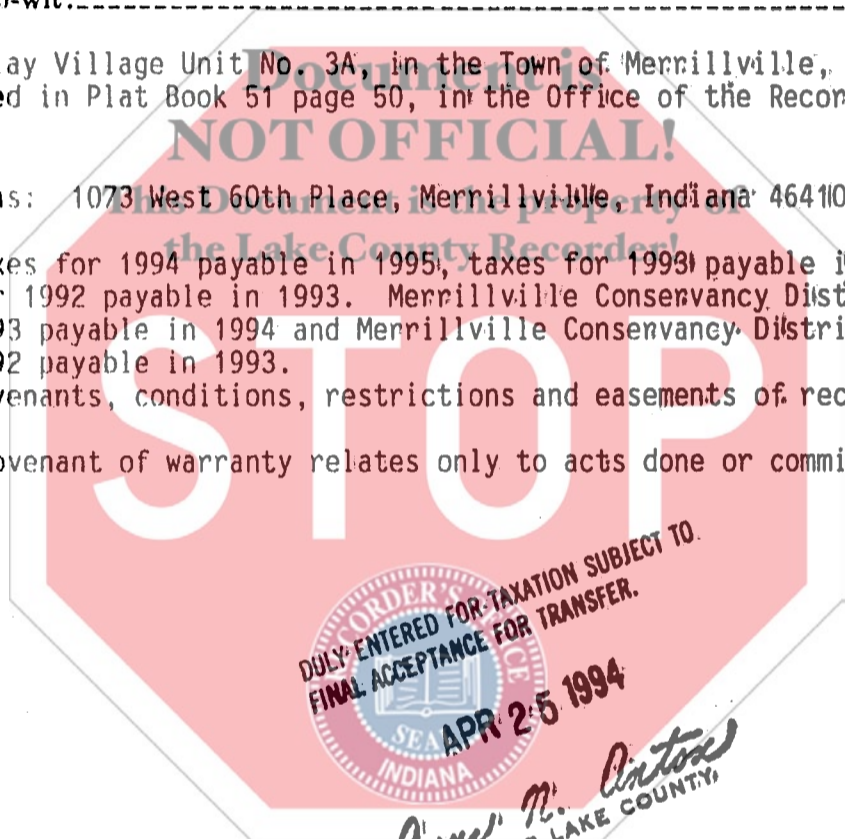 ay Village Unit No. 3A, in the Town of Merrillville,
ed in Plat Book 51 page 50, in the Office of the Recor
Document is
NOT OFFICIAL!
This Document is the property of
the Lake County Recorder!
s: 1073 West 60th Place, Merrillville, Indiana 46410
xes for 1994 payable in 1995, taxes for 1993 payable i
1992 payable in 1993. Merrillville Conservancy Dist
93 payable in 1994 and Merrillville Conservancy Distri
92 payable in 1993.
venants, conditions, restrictions and easements of rec
ovenant of warranty relates only to acts done or commi
STOP
DULY ENTERED FOR TAXATION SUBJECT TO
FINAL ACCEPTANCE FOR TRANSFER.
APR 25 1994
RECORDER'S OFFICE
SEAL
INDIANA
N. Anton
LAKE COUNTY,